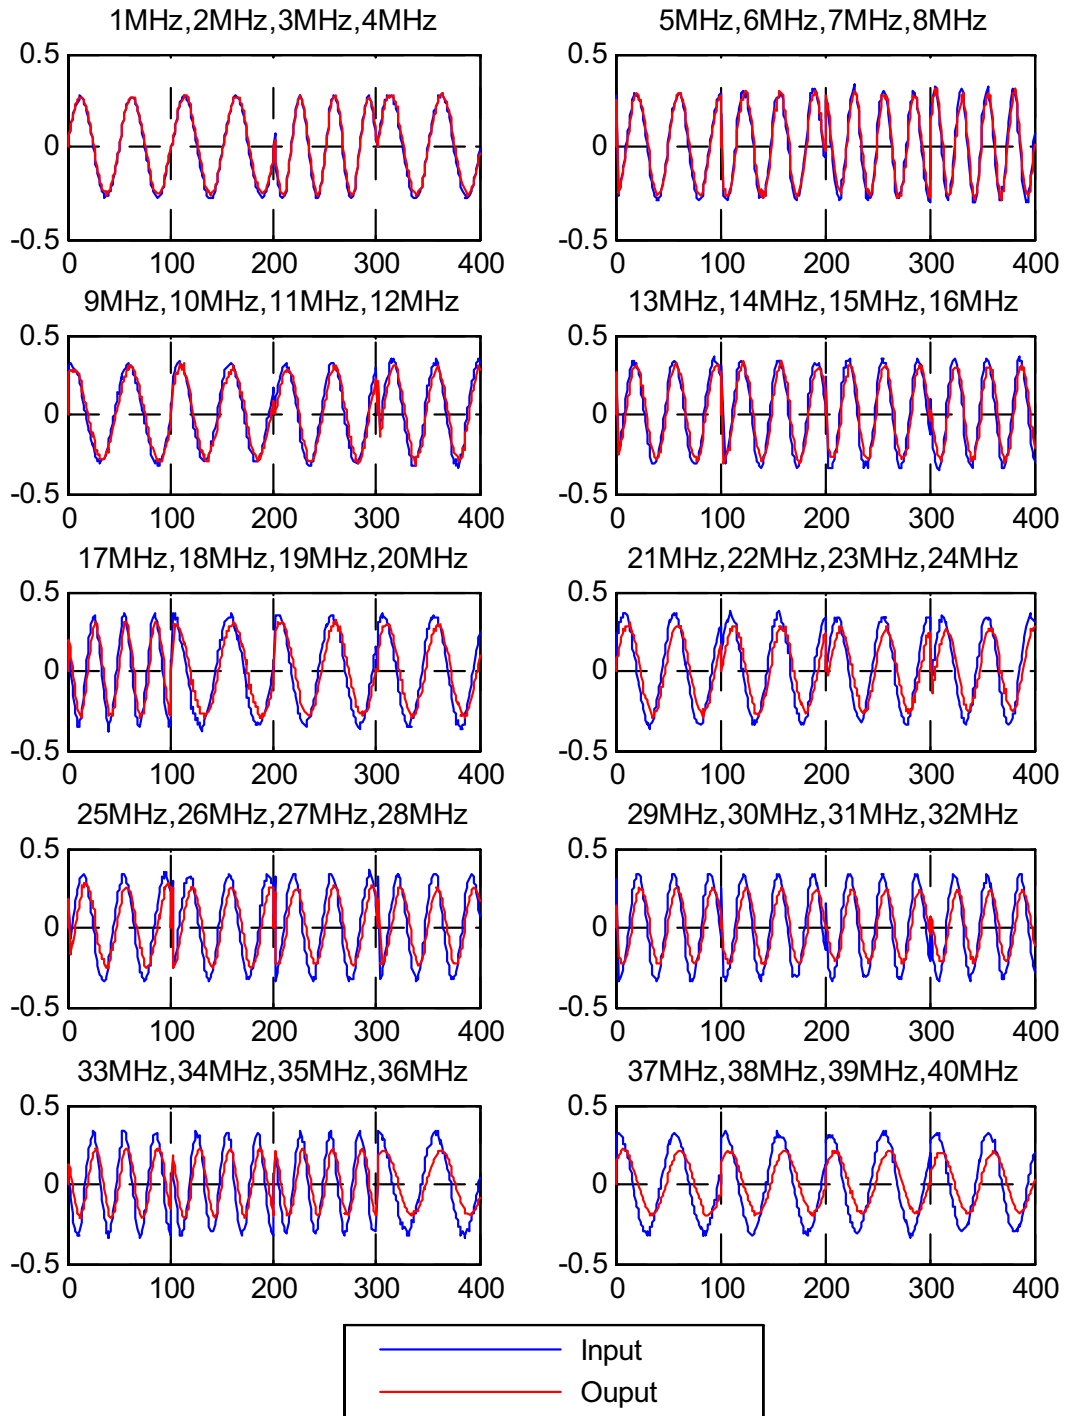 1MHz,2MHz,3MHz,4MHz
0.5
0
-0.5
0 100 200 300 400
5MHz,6MHz,7MHz,8MHz
0.5
0
-0.5
0 100 200 300 400
9MHz,10MHz,11MHz,12MHz
0.5
0
-0.5
0 100 200 300 400
13MHz,14MHz,15MHz,16MHz
0.5
0
-0.5
0 100 200 300 400
17MHz,18MHz,19MHz,20MHz
0.5
0
-0.5
0 100 200 300 400
21MHz,22MHz,23MHz,24MHz
0.5
0
-0.5
0 100 200 300 400
25MHz,26MHz,27MHz,28MHz
0.5
0
-0.5
0 100 200 300 400
29MHz,30MHz,31MHz,32MHz
0.5
0
-0.5
0 100 200 300 400
33MHz,34MHz,35MHz,36MHz
0.5
0
-0.5
0 100 200 300 400
37MHz,38MHz,39MHz,40MHz
0.5
0
-0.5
0 100 200 300 400
Input
Ouput